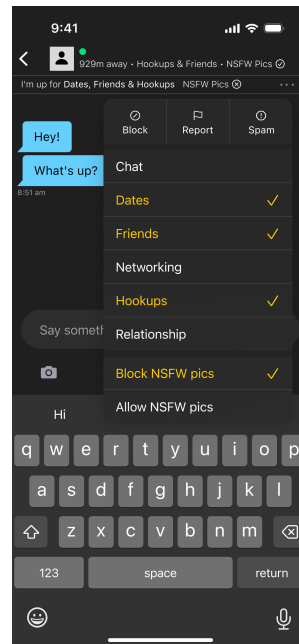 9:41
929m away • Hookups & Friends • NSFW Pics
I'm up for Dates, Friends & Hookups NSFW Pics
Block Report Spam
Hey!
What's up?
8:51 am
Chat
Dates
Friends
Networking
Hookups
Relationship
Say someth
Block NSFW pics
Allow NSFW pics
Hi
q w e r t y u i o p
a s d f g h j k l
z x c v b n m
123 space return